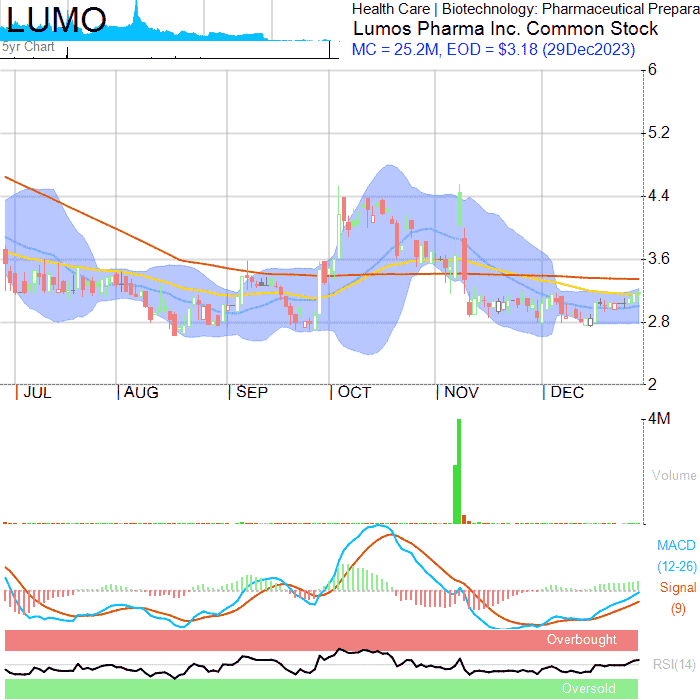 LUMO
5yr Chart
Health Care | Biotechnology: Pharmaceutical Prepara
Lumos Pharma Inc. Common Stock
MC = 25.2M, EOD = $3.18 (29Dec2023)
6
5.2
4.4
3.6
2.8
2
JUL AUG SEP OCT NOV DEC
4M
Volume
MACD
(12-26)
Signal
(9)
Overbought
RSI(14)
Oversold